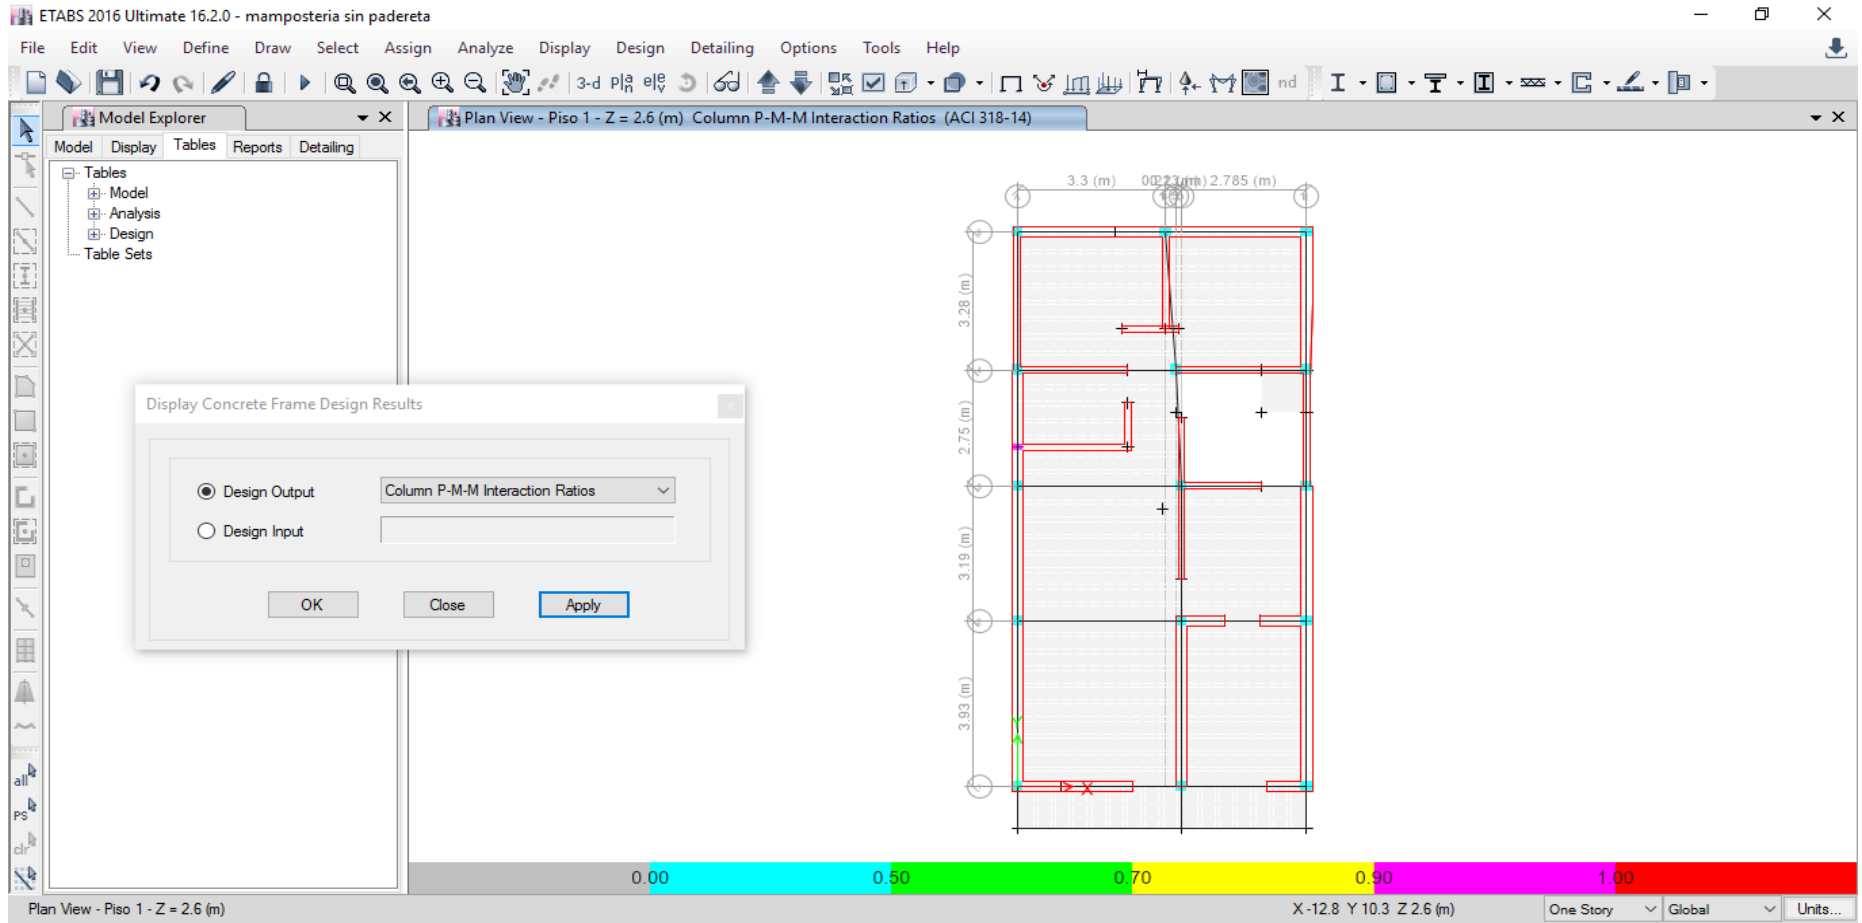 ETABS 2016 Ultimate 16.2.0 - mamposteria sin padereta
File Edit View Define Draw Select Assign Analyze Display Design Detailing Options Tools Help
3-d nd
Model Explorer
Plan View - Piso 1 - Z = 2.6 (m) Column P-M-M Interaction Ratios (ACI 318-14)
Model Display Tables Reports Detailing
Tables
Model
Analysis
Design
Table Sets
3.3 (m) 2.785 (m)
3.28 (m)
2.75 (m)
3.19 (m)
3.93 (m)
Y
X
Display Concrete Frame Design Results
Design Output Column P-M-M Interaction Ratios
Design Input
OK Close Apply
all
PS
clr
0.00 0.50 0.70 0.90 1.00
Plan View - Piso 1 - Z = 2.6 (m) X -12.8 Y 10.3 Z 2.6 (m) One Story Global Units...